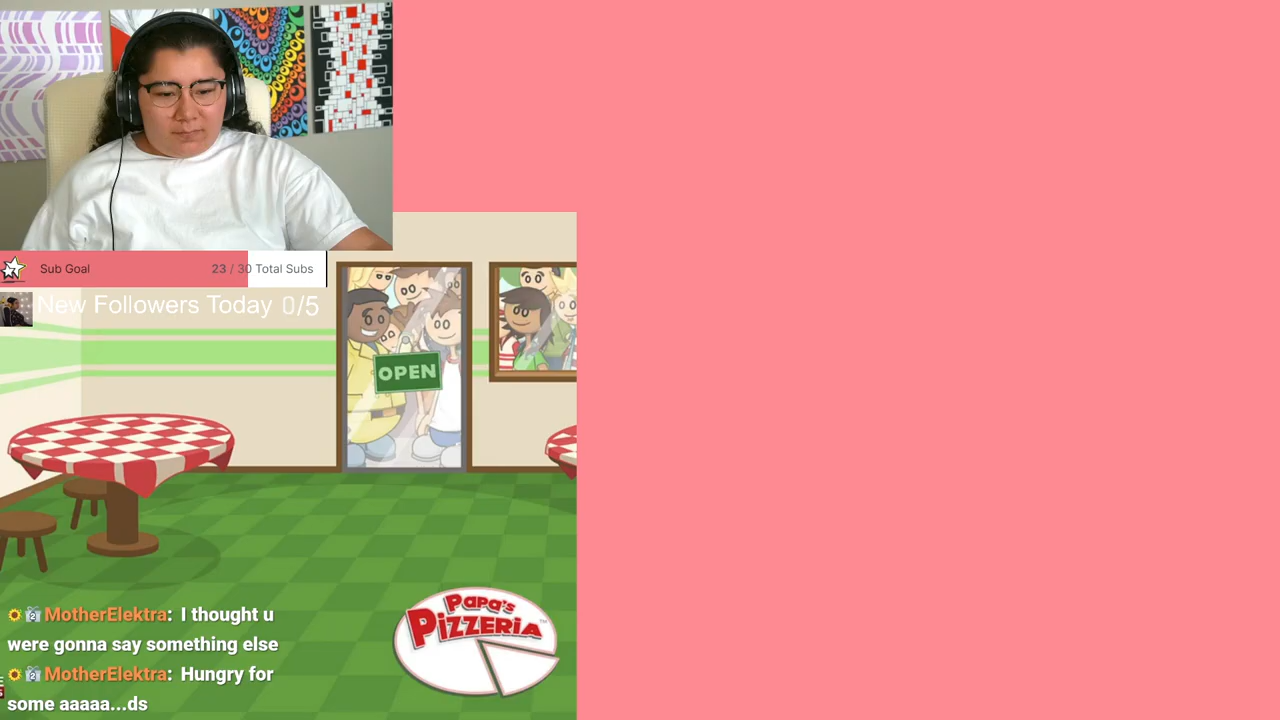 Sub Goal 23 / 30 Total Subs
New Followers Today 0/5
OPEN
MotherElektra: I thought u
were gonna say something else
MotherElektra: Hungry for
some aaaaa...ds
Papa's
Pizzeria